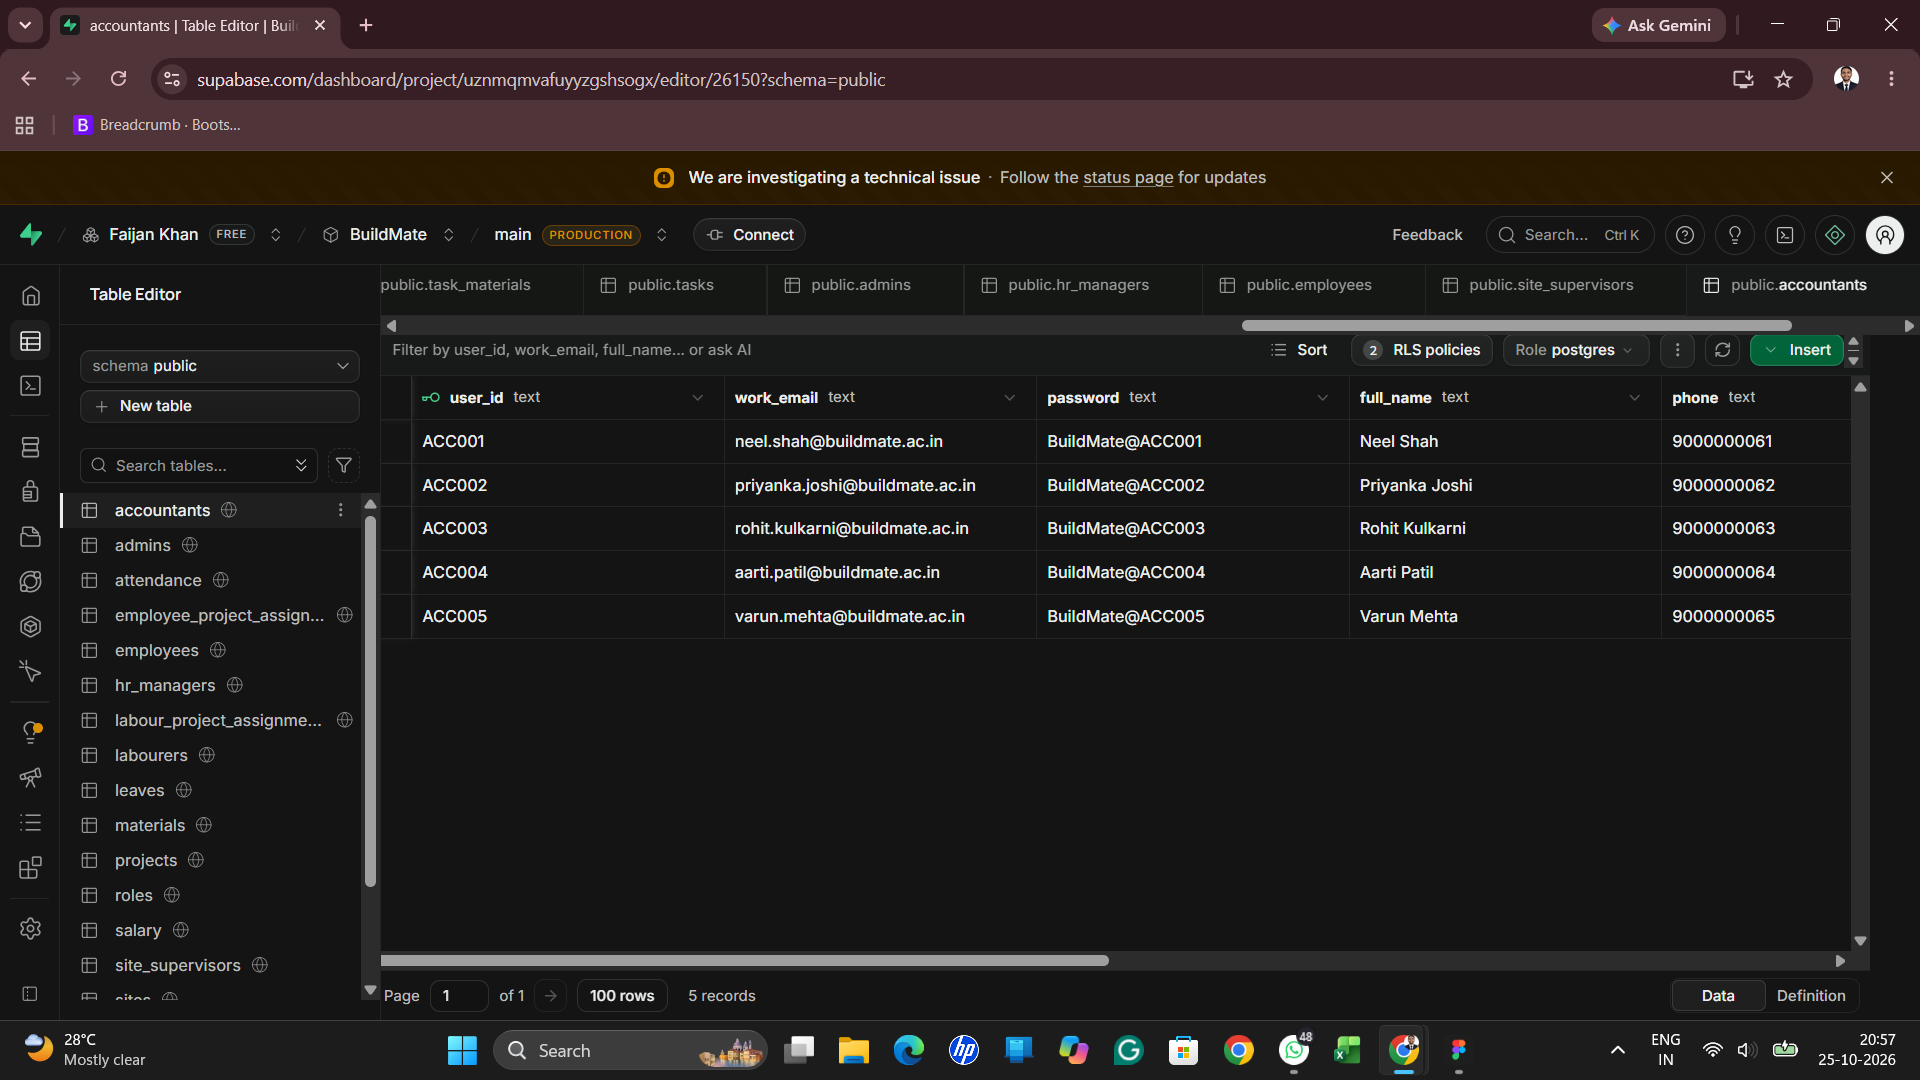 accountants | Table Editor | Buil
Ask Gemini
supabase.com/dashboard/project/uznmqmvafuyyzgshsogx/editor/26150?schema=public
B Breadcrumb · Boots...
We are investigating a technical issue · Follow the status page for updates
Faijan Khan FREE / BuildMate / main PRODUCTION Connect
Feedback Search... Ctrl K
Table Editor
public.task_materials public.tasks public.admins public.hr_managers public.employees public.site_supervisors public.accountants
schema public
Filter by user_id, work_email, full_name... or ask AI Sort 2 RLS policies Role postgres Insert
New table
Search tables...
user_id text work_email text password text full_name text phone text
ACC001 neel.shah@buildmate.ac.in BuildMate@ACC001 Neel Shah 9000000061
ACC002 priyanka.joshi@buildmate.ac.in BuildMate@ACC002 Priyanka Joshi 9000000062
ACC003 rohit.kulkarni@buildmate.ac.in BuildMate@ACC003 Rohit Kulkarni 9000000063
ACC004 aarti.patil@buildmate.ac.in BuildMate@ACC004 Aarti Patil 9000000064
ACC005 varun.mehta@buildmate.ac.in BuildMate@ACC005 Varun Mehta 9000000065
accountants
admins
attendance
employee_project_assign...
employees
hr_managers
labour_project_assignme...
labourers
leaves
materials
projects
roles
salary
site_supervisors
sites
Page 1 of 1 100 rows 5 records Data Definition
28°C
Mostly clear
Search
48
ENG
IN
20:57
25-10-2026